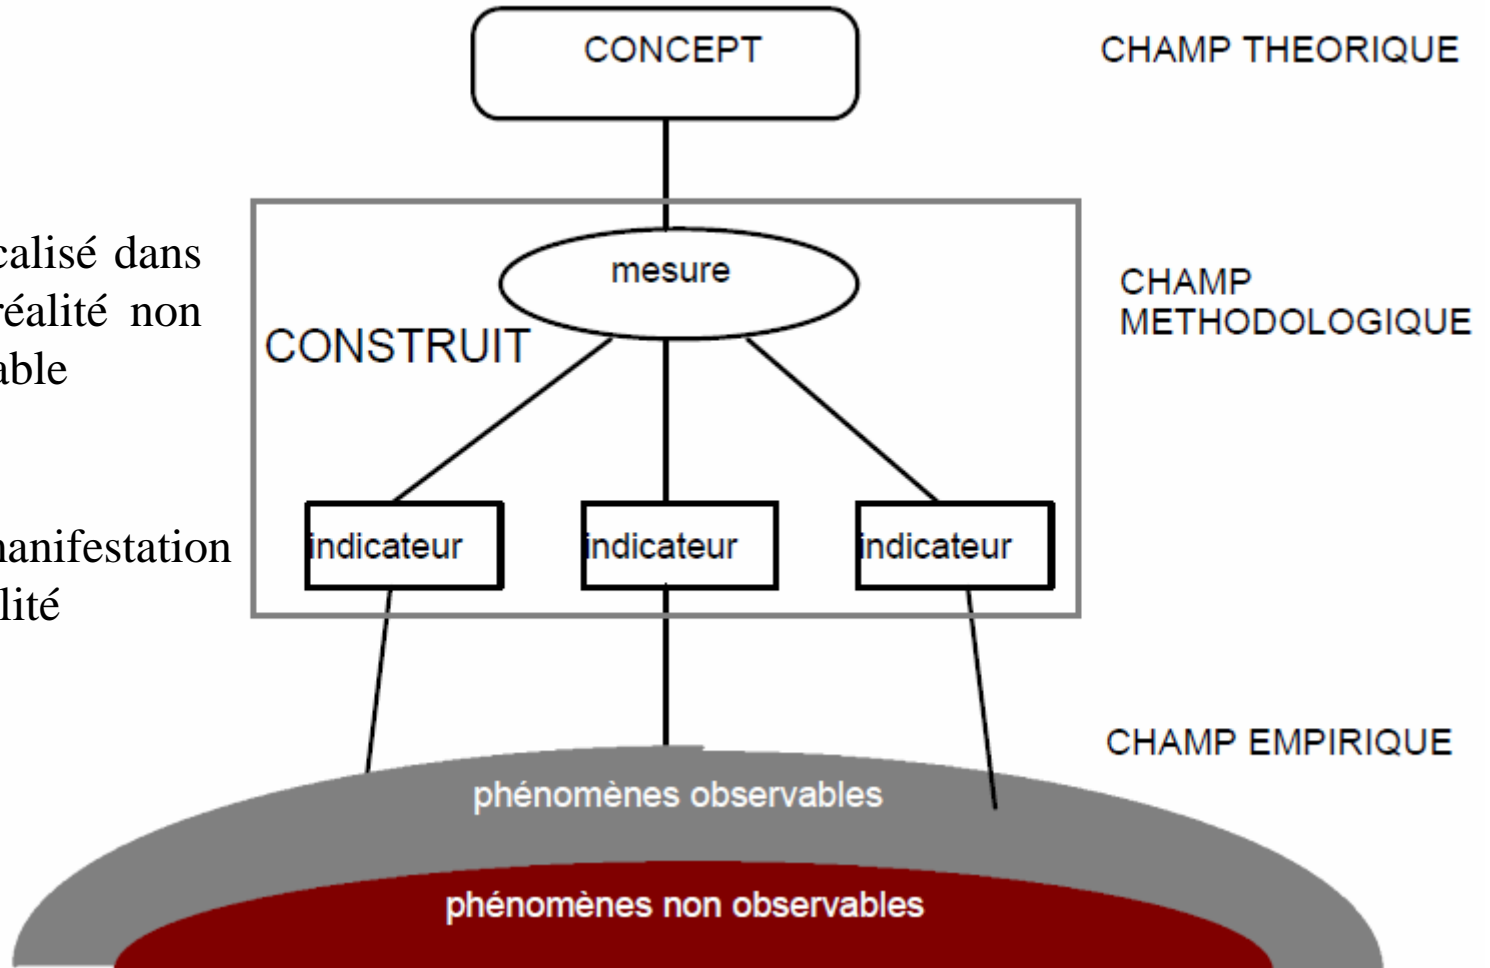 CONCEPT
CHAMP THEORIQUE
calisé dans
réalité non
able
mesure
CONSTRUIT
CHAMP
METHODOLOGIQUE
manifestation
lité
indicateur
indicateur
indicateur
CHAMP EMPIRIQUE
phénomènes observables
phénomènes non observables